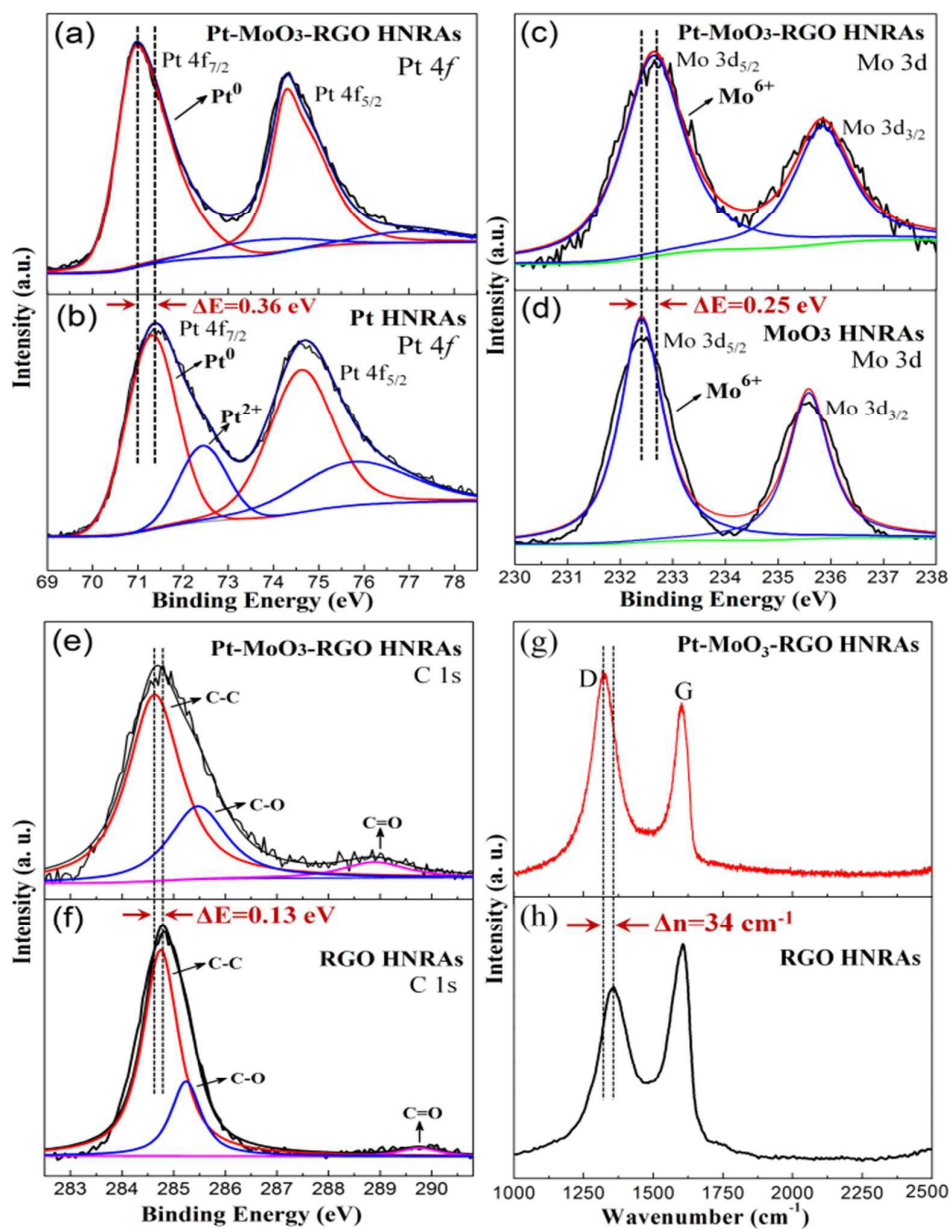 (a) Pt-MoO₃-RGO HNRAs
Pt 4f
Pt 4f₇/₂
Pt⁰
Pt 4f₅/₂
(b) ΔE=0.36 eV
Pt HNRAs
Pt 4f
Pt 4f₇/₂
Pt⁰
Pt²⁺
Pt 4f₅/₂
Intensity (a.u.)
69 70 71 72 73 74 75 76 77 78
Binding Energy (eV)
(c) Pt-MoO₃-RGO HNRAs
Mo 3d
Mo 3d₅/₂
Mo⁶⁺
Mo 3d₃/₂
(d) ΔE=0.25 eV
MoO₃ HNRAs
Mo 3d
Mo 3d₅/₂
Mo⁶⁺
Mo 3d₃/₂
Intensity (a.u.)
230 231 232 233 234 235 236 237 238
Binding Energy (eV)
(e) Pt-MoO₃-RGO HNRAs
C 1s
C-C
C-O
C=O
(f) ΔE=0.13 eV
RGO HNRAs
C 1s
C-C
C-O
C=O
Intensity (a. u.)
283 284 285 286 287 288 289 290
Binding Energy (eV)
(g) Pt-MoO₃-RGO HNRAs
D
G
(h) Δn=34 cm⁻¹
RGO HNRAs
Intensity (a. u.)
1000 1250 1500 1750 2000 2250 2500
Wavenumber (cm⁻¹)